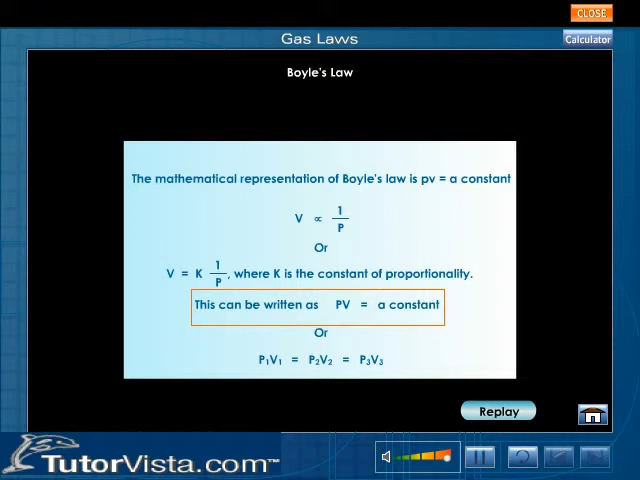 CLOSE
Gas Laws
Calculator
Boyle's Law
The mathematical representation of Boyle's law is pv = a constant
V ∝ 1/P
Or
V = K 1/P, where K is the constant of proportionality.
This can be written as PV = a constant
Or
P₁V₁ = P₂V₂ = P₃V₃
Replay
TutorVista.com™